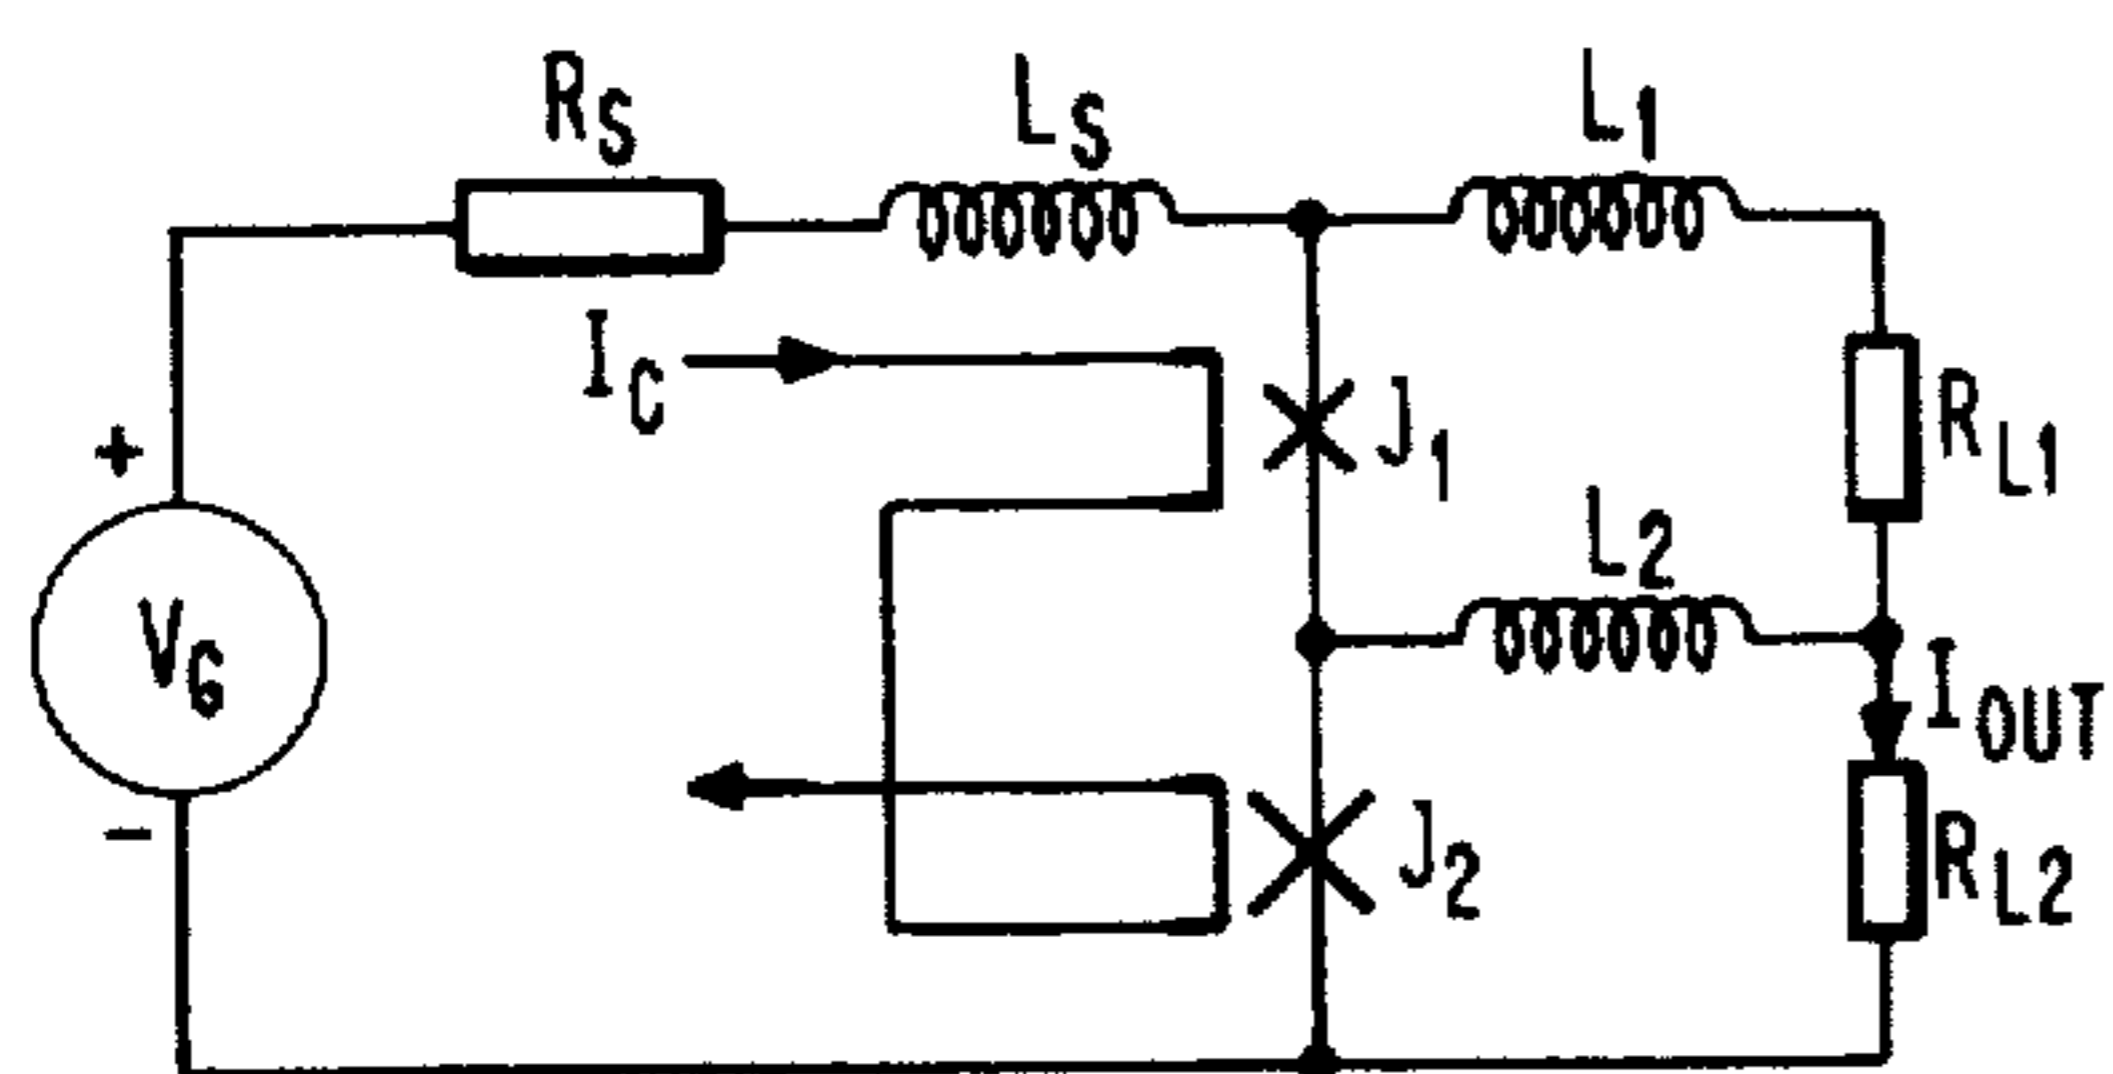 R_S
L_S
L_1
I_C
J_1
R_L1
+
L_2
V_G
I_OUT
−
J_2
R_L2